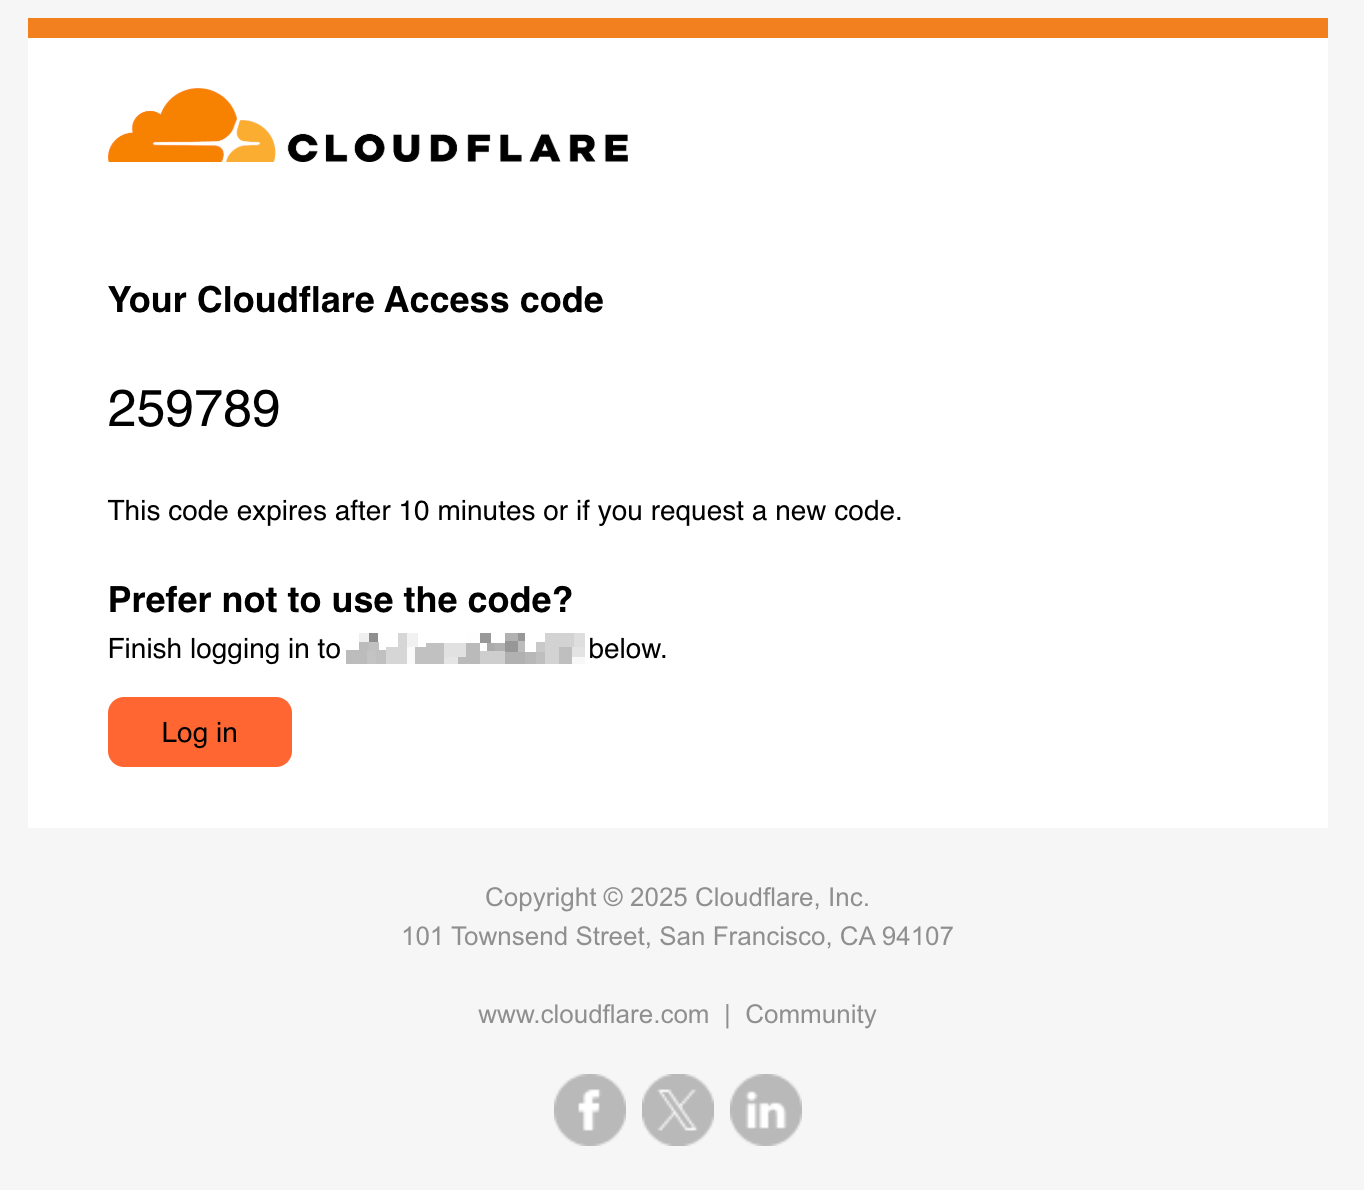 CLOUDFLARE
Your Cloudflare Access code
259789
This code expires after 10 minutes or if you request a new code.
Prefer not to use the code?
Finish logging in to below.
Log in
Copyright © 2025 Cloudflare, Inc.
101 Townsend Street, San Francisco, CA 94107
www.cloudflare.com | Community
f X in